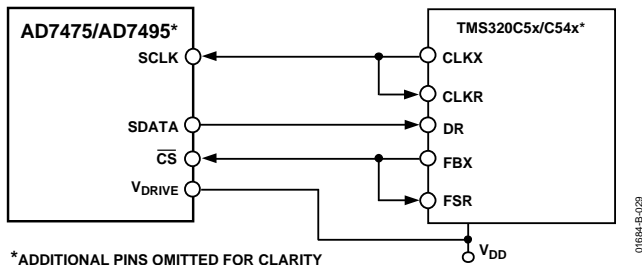 AD7475/AD7495*
SCLK
SDATA
CS
VDRIVE
TMS320C5x/C54x*
CLKX
CLKR
DR
FBX
FSR
VDD
*ADDITIONAL PINS OMITTED FOR CLARITY
01684-B-029